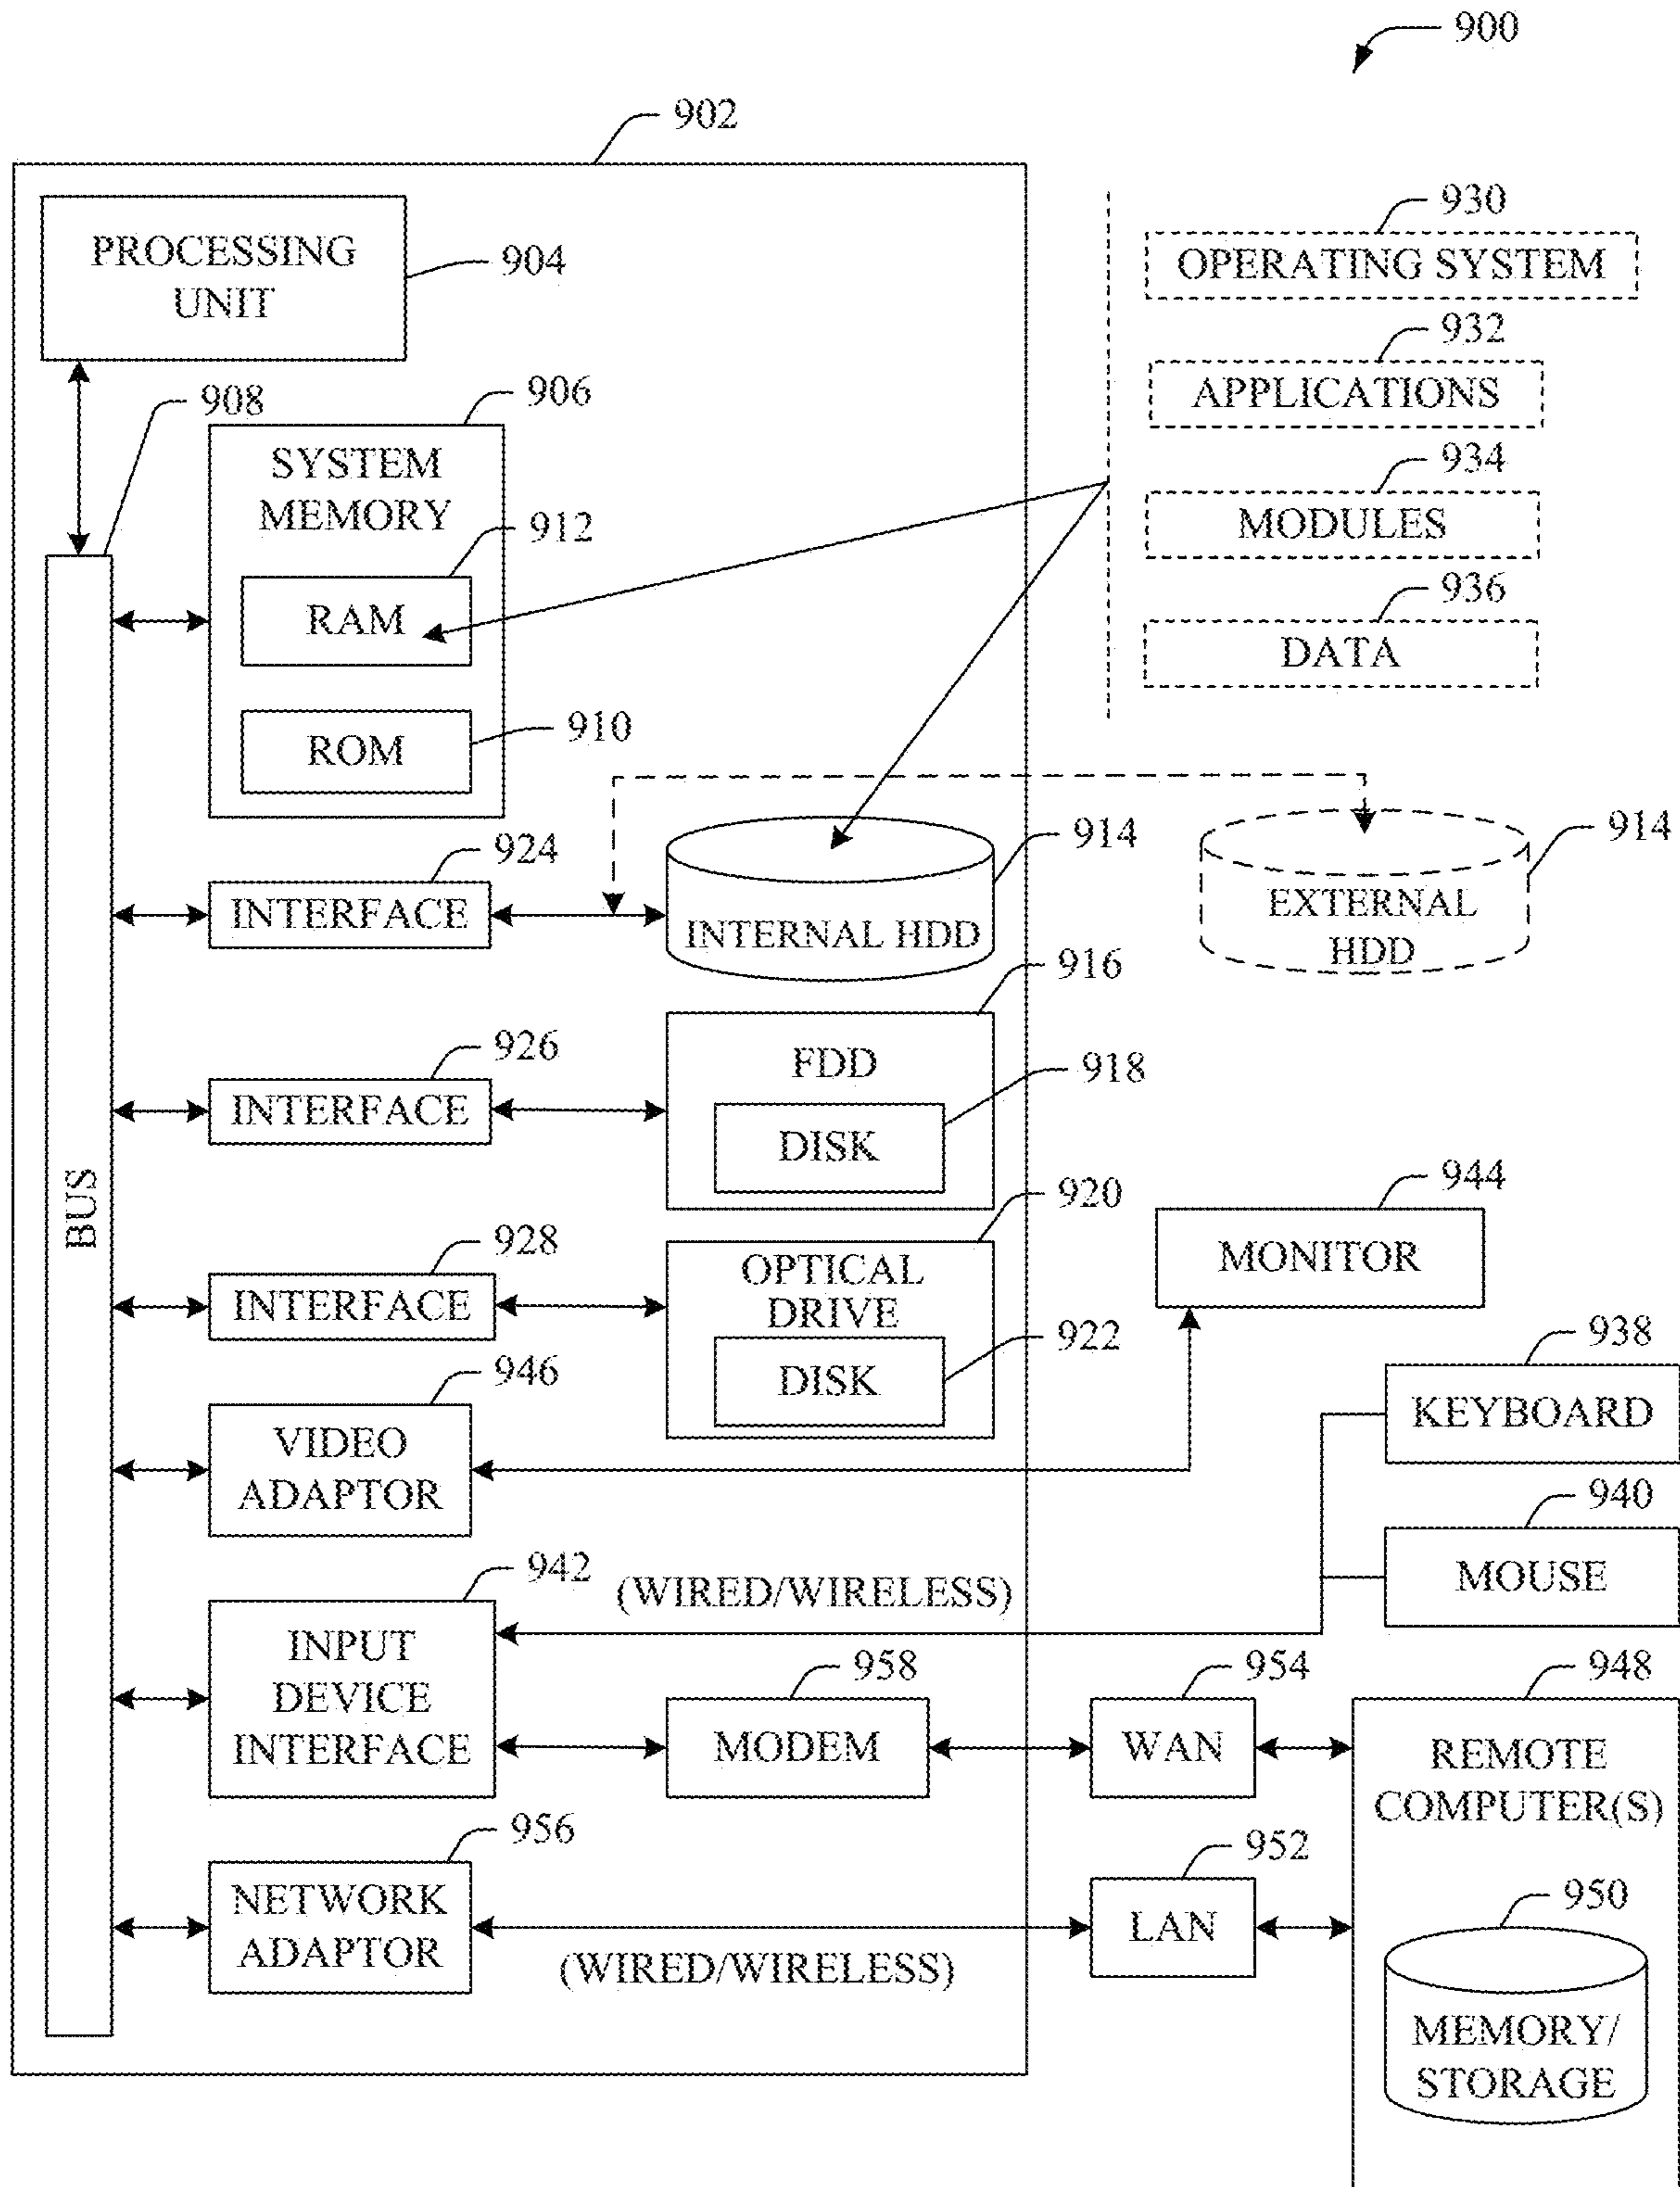 900
902
PROCESSING
UNIT
904
930
OPERATING SYSTEM
932
APPLICATIONS
934
MODULES
936
DATA
908
906
SYSTEM
MEMORY
912
RAM
910
ROM
924
INTERFACE
914
INTERNAL HDD
914
EXTERNAL
HDD
926
INTERFACE
916
FDD
918
DISK
BUS
928
INTERFACE
920
OPTICAL
DRIVE
922
DISK
944
MONITOR
946
VIDEO
ADAPTOR
938
KEYBOARD
940
MOUSE
942
INPUT
DEVICE
INTERFACE
(WIRED/WIRELESS)
958
MODEM
954
WAN
948
REMOTE
COMPUTER(S)
956
NETWORK
ADAPTOR
(WIRED/WIRELESS)
952
LAN
950
MEMORY/
STORAGE